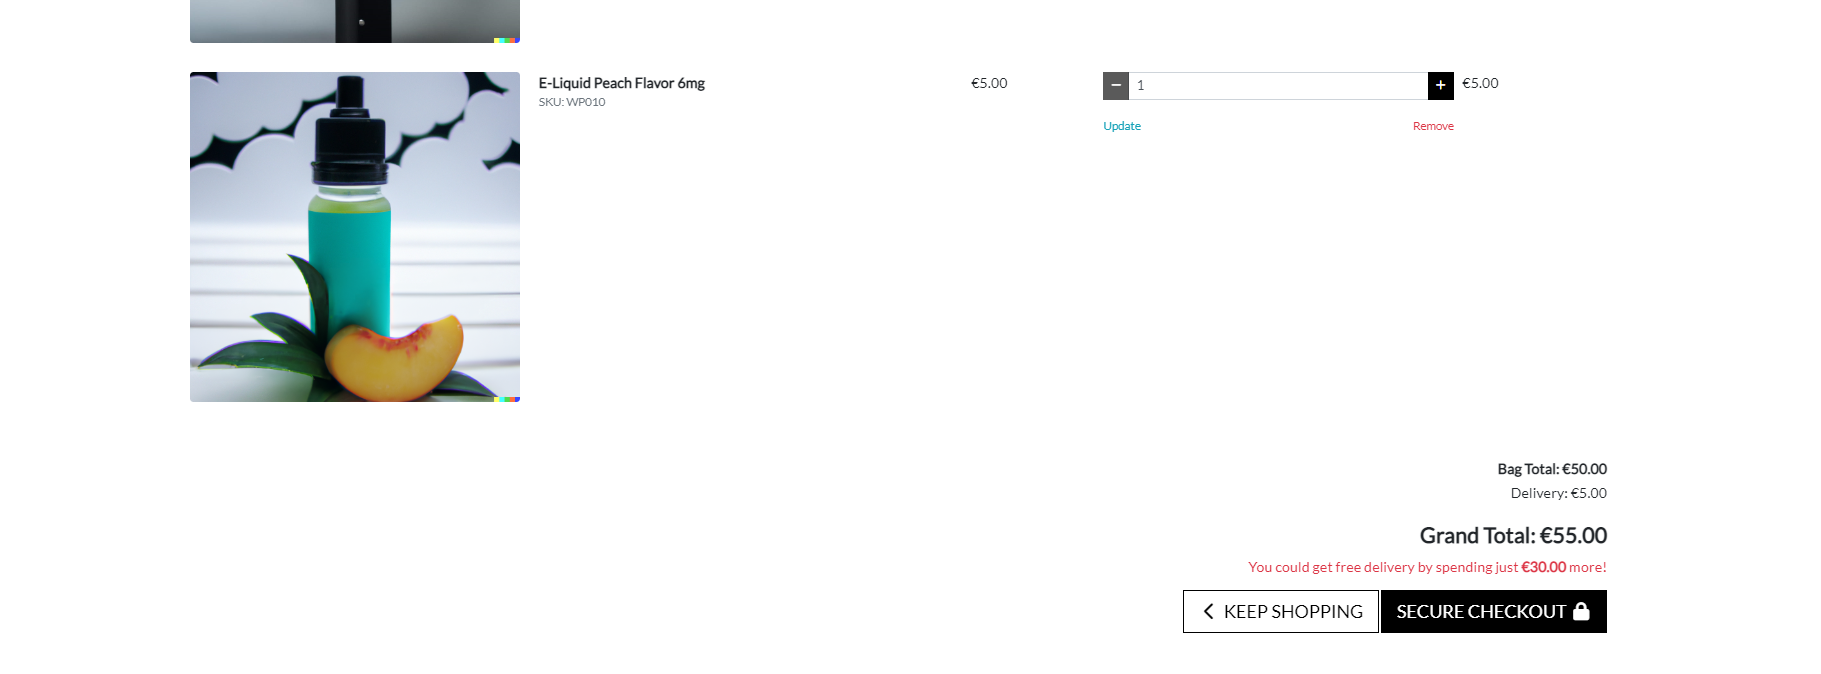 E-Liquid Peach Flavor 6mg
SKU: WP010
€5.00
1
€5.00
Update
Remove
Bag Total: €50.00
Delivery: €5.00
Grand Total: €55.00
You could get free delivery by spending just €30.00 more!
KEEP SHOPPING
SECURE CHECKOUT